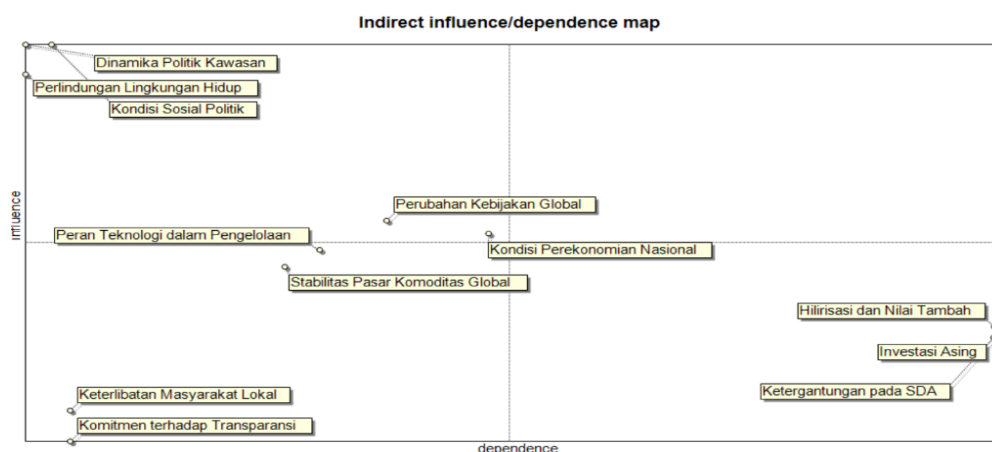 Indirect influence/dependence map
Dinamika Politik Kawasan
Perlindungan Lingkungan Hidup
Kondisi Sosial Politik
influence
Perubahan Kebijakan Global
Peran Teknologi dalam Pengelolaan
Kondisi Perekonomian Nasional
Stabilitas Pasar Komoditas Global
Hilirisasi dan Nilai Tambah
Investasi Asing
Ketergantungan pada SDA
Keterlibatan Masyarakat Lokal
Komitmen terhadap Transparansi
dependence